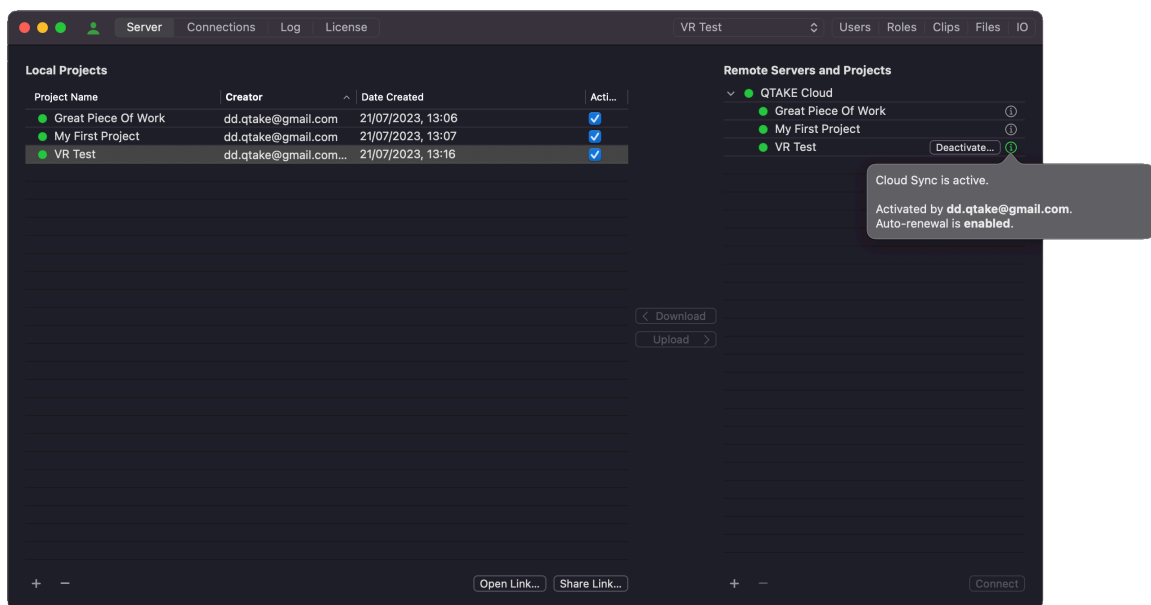 Server Connections Log License VR Test Users Roles Clips Files IO
Local Projects
Project Name Creator Date Created Acti...
Great Piece Of Work dd.qtake@gmail.com 21/07/2023, 13:06
My First Project dd.qtake@gmail.com 21/07/2023, 13:07
VR Test dd.qtake@gmail.com... 21/07/2023, 13:16
< Download
Upload >
Open Link... Share Link...
Remote Servers and Projects
QTAKE Cloud
Great Piece Of Work
My First Project
VR Test Deactivate...
Cloud Sync is active.
Activated by dd.qtake@gmail.com.
Auto-renewal is enabled.
Connect